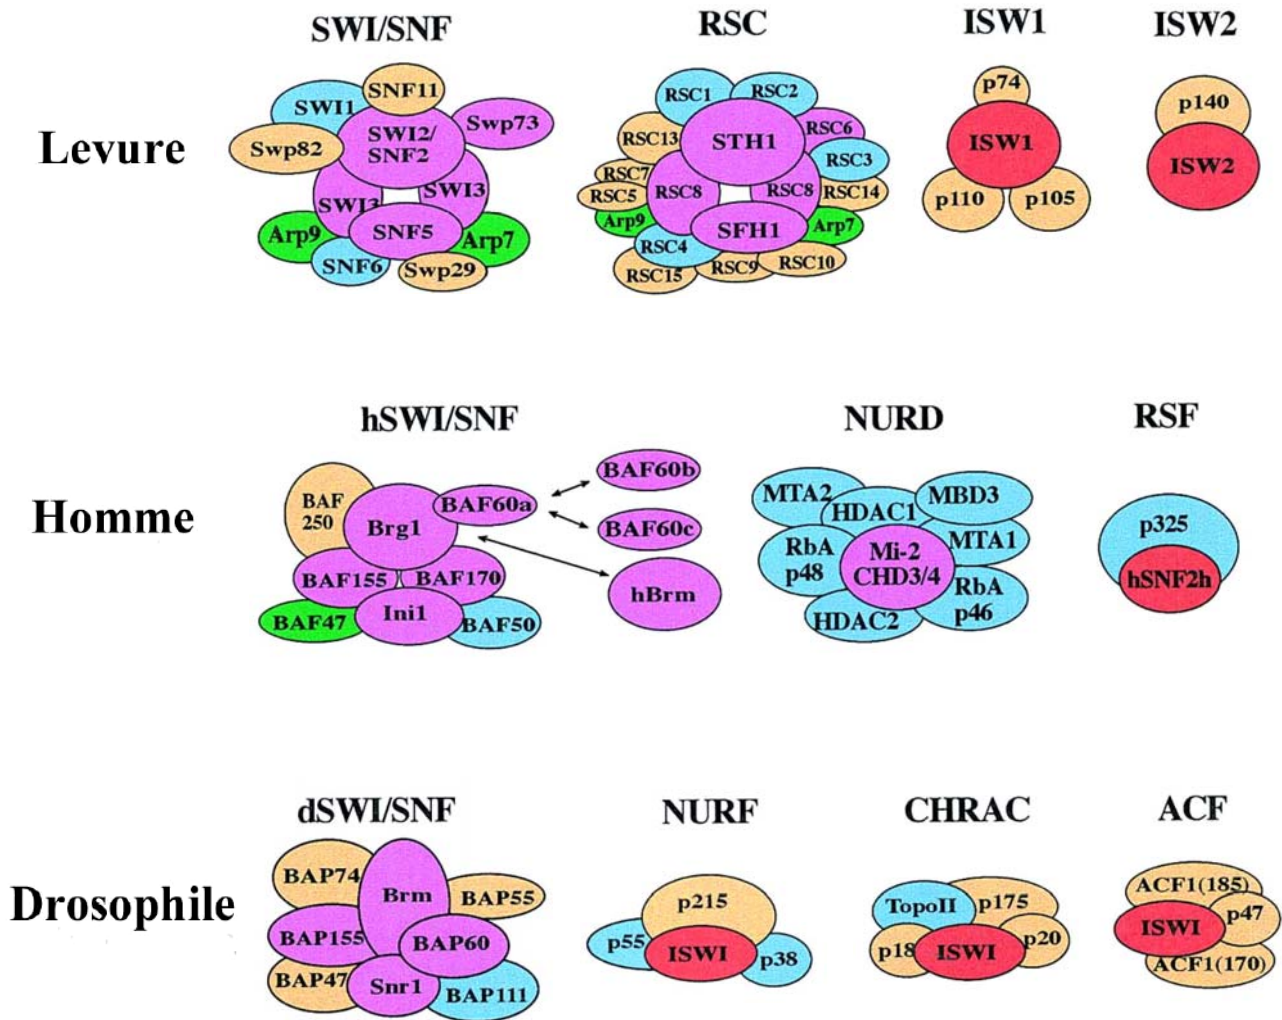 SWI/SNF
RSC
ISW1
ISW2
Levure
SNF11
SWI1
Swp73
SWI2/
SNF2
Swp82
SWI3
SWI3
SNF5
Arp9
Arp7
SNF6
Swp29
RSC1
RSC2
RSC13
STH1
RSC6
RSC3
RSC7
RSC5
RSC8
RSC8
RSC14
Arp9
SFH1
Arp7
RSC4
RSC15
RSC9
RSC10
p74
ISW1
p110
p105
p140
ISW2
hSWI/SNF
NURD
RSF
Homme
BAF
250
Brg1
BAF60a
BAF60b
BAF60c
hBrm
BAF155
BAF170
BAF47
Ini1
BAF50
MTA2
HDAC1
MBD3
RbA
p48
Mi-2
CHD3/4
MTA1
RbA
p46
HDAC2
p325
hSNF2h
dSWI/SNF
NURF
CHRAC
ACF
Drosophile
BAP74
Brm
BAP55
BAP155
BAP60
BAP47
Snr1
BAP111
p215
p55
ISWI
p38
TopoII
p175
p18
ISWI
p20
ACF1(185)
ISWI
p47
ACF1(170)